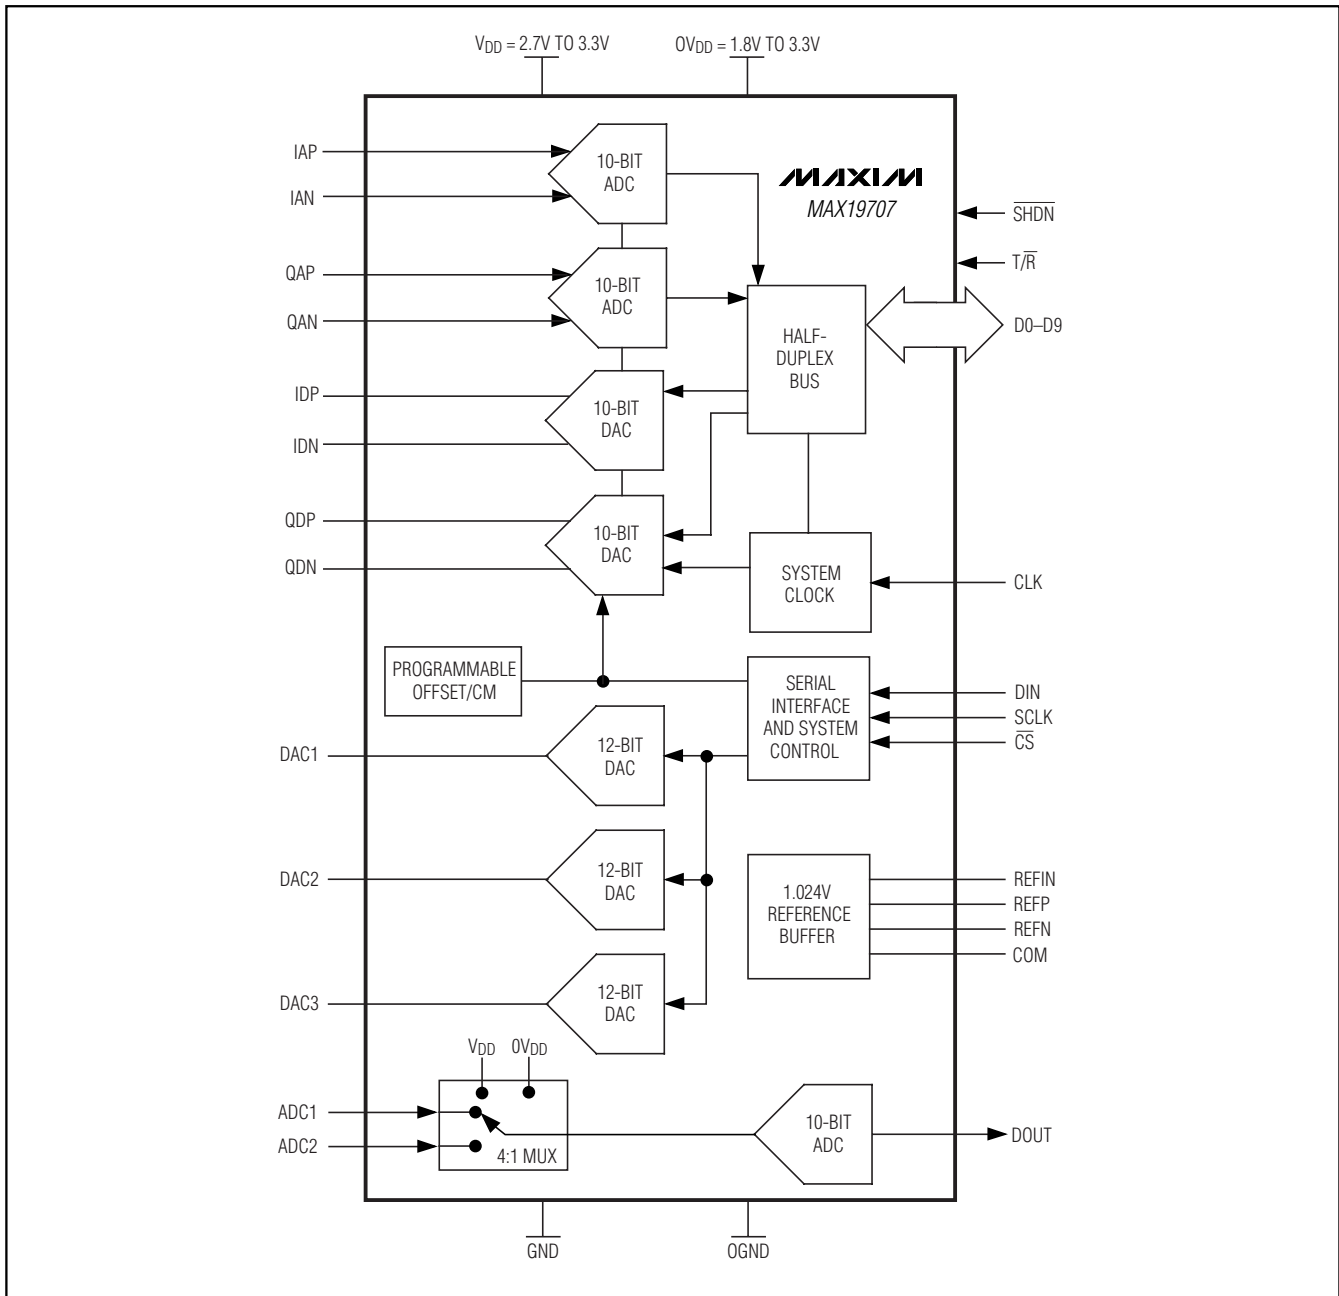 VDD = 2.7V TO 3.3V
OVDD = 1.8V TO 3.3V
IAP
IAN
10-BIT
ADC
MAXIM
MAX19707
SHDN
T/R
QAP
QAN
10-BIT
ADC
HALF-
DUPLEX
BUS
D0–D9
IDP
IDN
10-BIT
DAC
QDP
QDN
10-BIT
DAC
SYSTEM
CLOCK
CLK
PROGRAMMABLE
OFFSET/CM
SERIAL
INTERFACE
AND SYSTEM
CONTROL
DIN
SCLK
CS
DAC1
12-BIT
DAC
DAC2
12-BIT
DAC
1.024V
REFERENCE
BUFFER
REFIN
REFP
REFN
COM
DAC3
12-BIT
DAC
VDD
OVDD
ADC1
ADC2
4:1 MUX
10-BIT
ADC
DOUT
GND
OGND